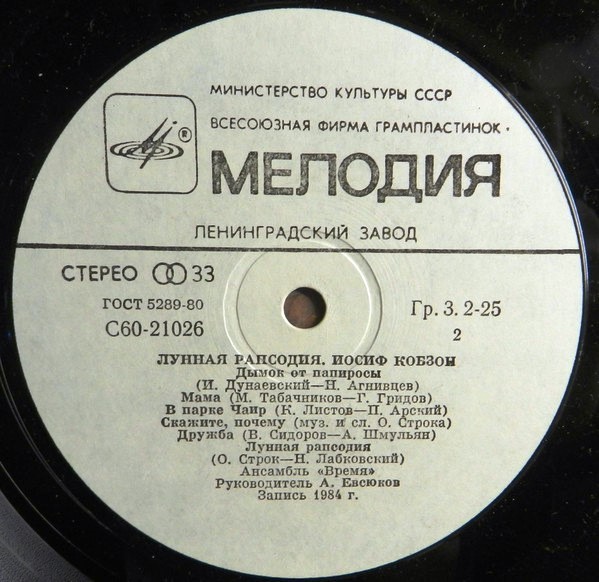 МИНИСТЕРСТВО КУЛЬТУРЫ СССР
ВСЕСОЮЗНАЯ ФИРМА ГРАМПЛАСТИНОК ·
®
МЕЛОДИЯ
ЛЕНИНГРАДСКИЙ ЗАВОД
СТЕРЕО 33
ГОСТ 5289-80
Гр. 3. 2-25
С60-21026
2
ЛУННАЯ РАПСОДИЯ. ИОСИФ КОБЗОН
Дымок от папиросы
(И. Дунаевский—Н. Агнивцев)
Мама (М. Табачников—Г. Гридов)
В парке Чаир (К. Листов—П. Арский)
Скажите, почему (муз. и сл. О. Строка)
Дружба (В. Сидоров—А. Шмульян)
Лунная рапсодия
(О. Строк—Н. Лабковский)
Ансамбль «Время»
Руководитель А. Евсюков
Запись 1984 г.